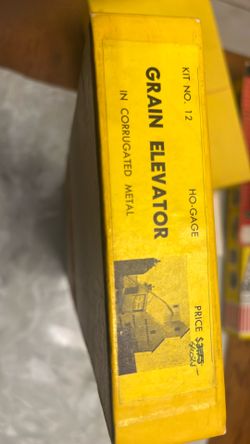 KIT NO. 12 HO-GAGE PRICE
GRAIN ELEVATOR
IN CORRUGATED METAL